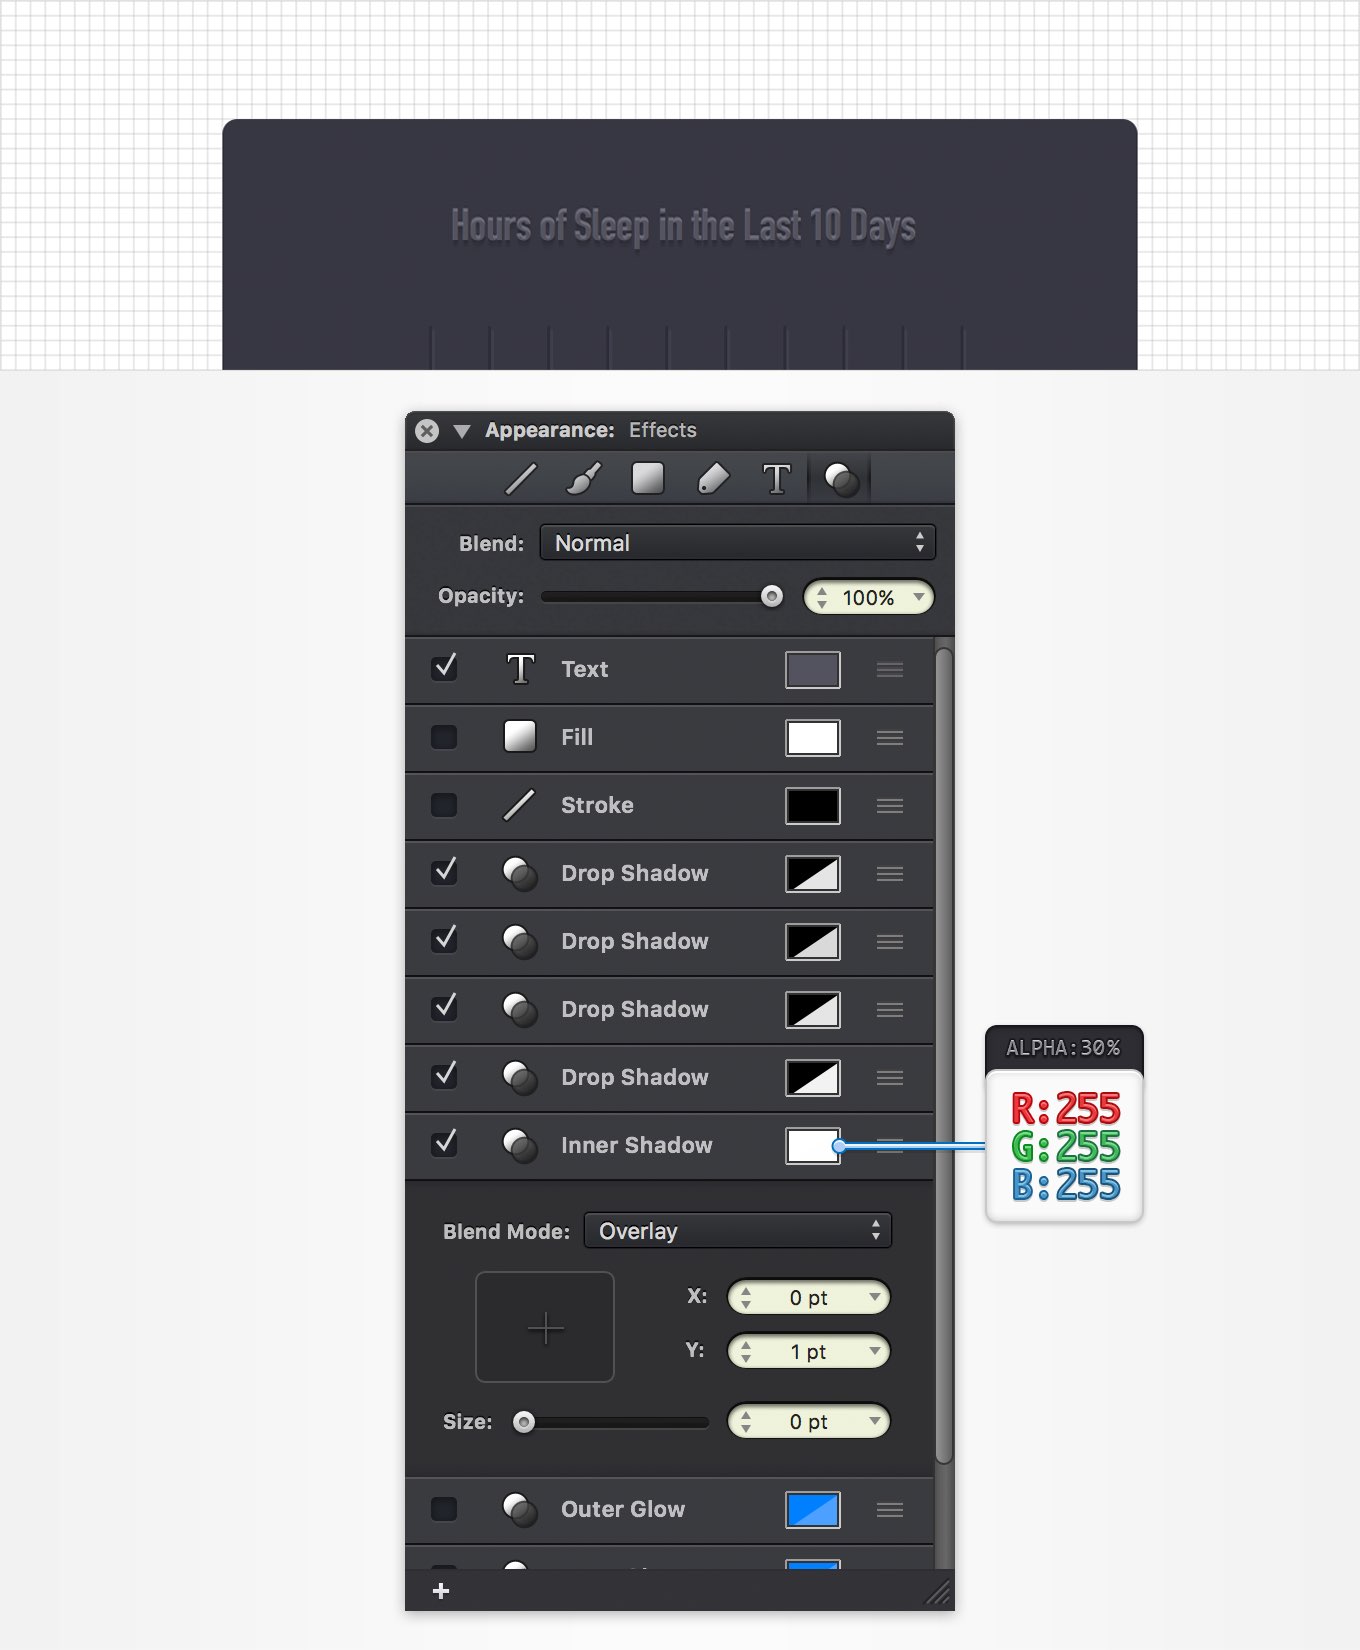 Hours of Sleep in the Last 10 Days
Appearance: Effects
Blend: Normal
Opacity: 100%
Text
Fill
Stroke
Drop Shadow
Drop Shadow
Drop Shadow
Drop Shadow
Inner Shadow
ALPHA:30%
R:255
G:255
B:255
Blend Mode: Overlay
X: 0 pt
Y: 1 pt
Size: 0 pt
Outer Glow